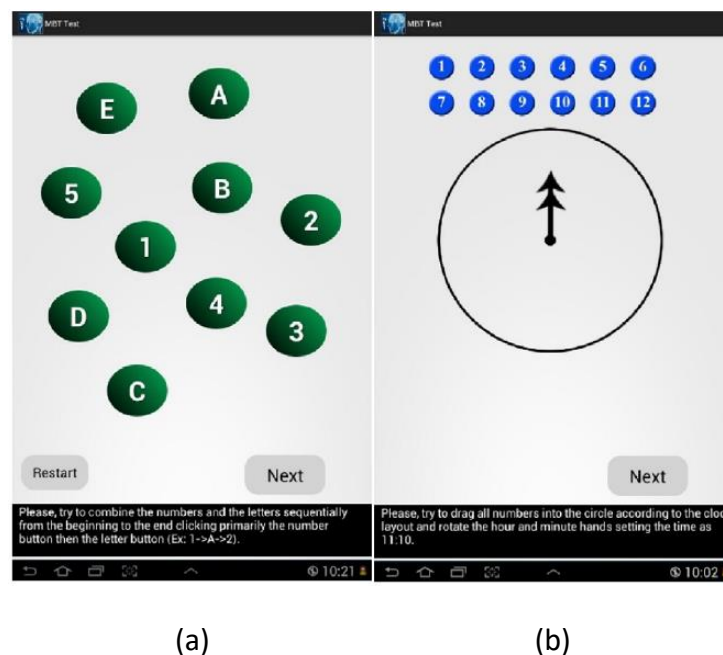 MBT Test
E A
5 B 2
1
D 4 3
C
Restart Next
Please, try to combine the numbers and the letters sequentially
from the beginning to the end clicking primarily the number
button then the letter button (Ex: 1->A->2).
10:21
(a)
MBT Test
1 2 3 4 5 6
7 8 9 10 11 12
Next
Please, try to drag all numbers into the circle according to the cloc
layout and rotate the hour and minute hands setting the time as
11:10.
10:02
(b)